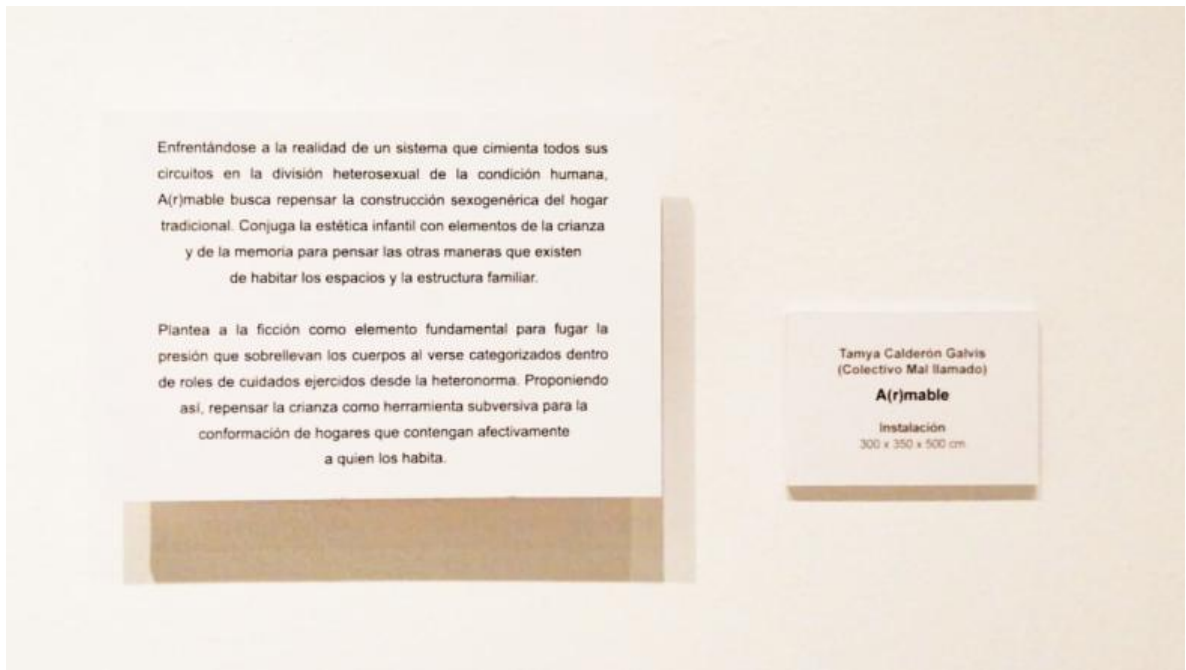 Enfrentándose a la realidad de un sistema que cimienta todos sus
circuitos en la división heterosexual de la condición humana,
A(r)mable busca repensar la construcción sexogenérica del hogar
tradicional. Conjuga la estética infantil con elementos de la crianza
y de la memoria para pensar las otras maneras que existen
de habitar los espacios y la estructura familiar.
Plantea a la ficción como elemento fundamental para fugar la
presión que sobrellevan los cuerpos al verse categorizados dentro
de roles de cuidados ejercidos desde la heteronorma. Proponiendo
así, repensar la crianza como herramienta subversiva para la
conformación de hogares que contengan afectivamente
a quien los habita.
Tamya Calderón Galvis
(Colectivo Mal llamado)
A(r)mable
Instalación
300 x 350 x 500 cm